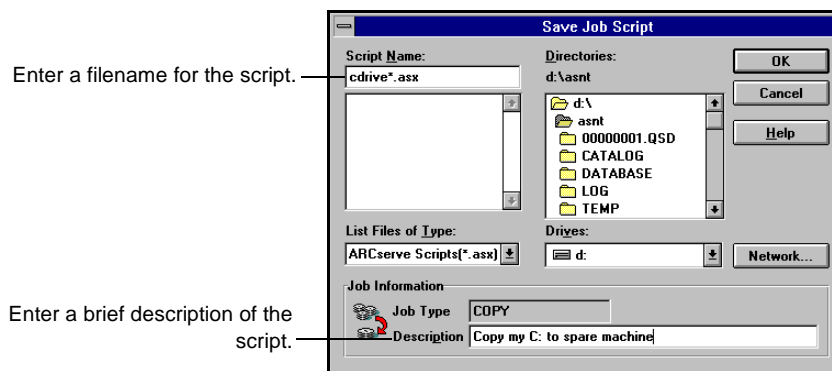 Save Job Script
Script Name:
Directories:
OK
Enter a filename for the script.
cdrive*.asx
d:\asnt
Cancel
d:\
asnt
Help
00000001.QSD
CATALOG
DATABASE
LOG
TEMP
List Files of Type:
Drives:
ARCserve Scripts(*.asx)
d:
Network...
Job Information
Job Type
COPY
Enter a brief description of the
script.
Description
Copy my C: to spare machine